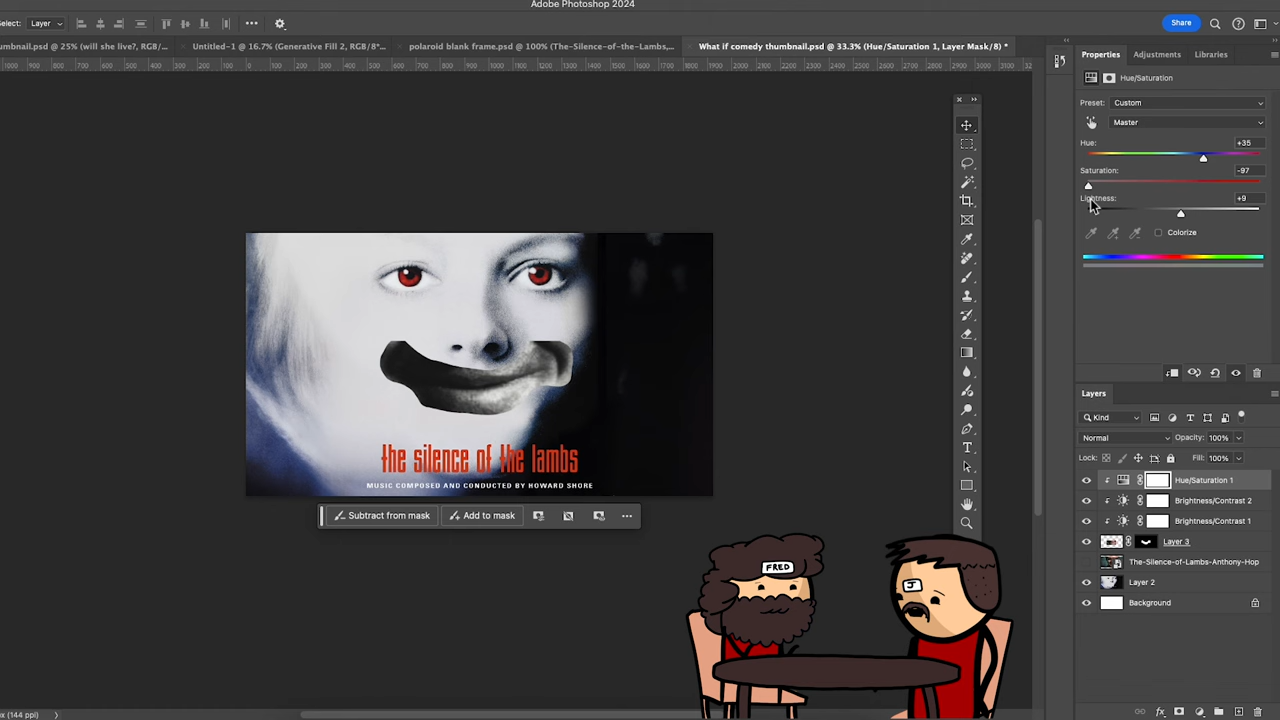 Adobe Photoshop 2024
Select: Layer
Share
umbnail.psd @ 25% (will she live?, RGB/8...
Untitled-1 @ 16.7% (Generative Fill 2, RGB/8*...
polaroid blank frame.psd @ 100% (The-Silence-of-the-Lambs,...
What if comedy thumbnail.psd @ 33.3% (Hue/Saturation 1, Layer Mask/8) *
Properties Adjustments Libraries
Hue/Saturation
Preset: Custom
Master
Hue: +35
Saturation: -97
Lightness: +9
Colorize
the silence of the lambs
MUSIC COMPOSED AND CONDUCTED BY HOWARD SHORE
Subtract from mask
Add to mask
Layers
Kind
Normal Opacity: 100%
Lock: Fill: 100%
Hue/Saturation 1
Brightness/Contrast 2
Brightness/Contrast 1
Layer 3
The-Silence-of-Lambs-Anthony-Hop
Layer 2
Background
FRED
J
px (144 ppi)